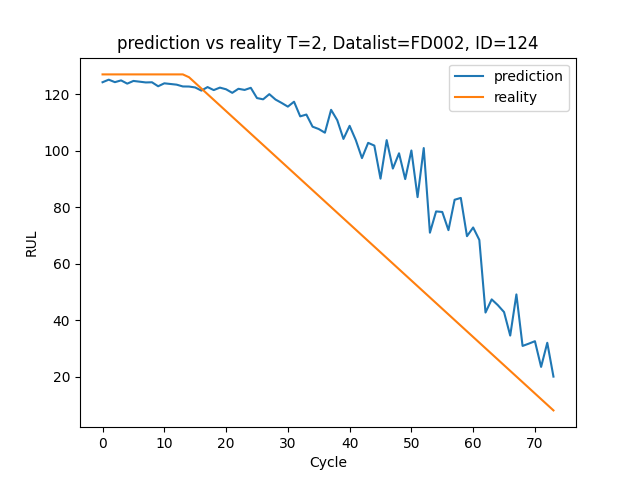 prediction vs reality T=2, Datalist=FD002, ID=124
prediction
reality
RUL
120
100
80
60
40
20
0 10 20 30 40 50 60 70
Cycle